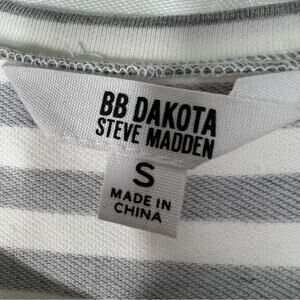 BB DAKOTA
STEVE MADDEN
S
MADE IN
CHINA